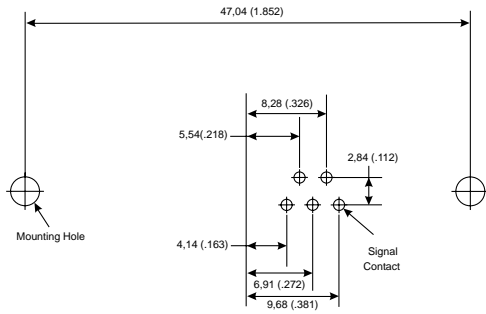 47,04 (1.852)
8,28 (.326)
5,54(.218)
2,84 (.112)
Mounting Hole
4,14 (.163)
Signal
Contact
6,91 (.272)
9,68 (.381)